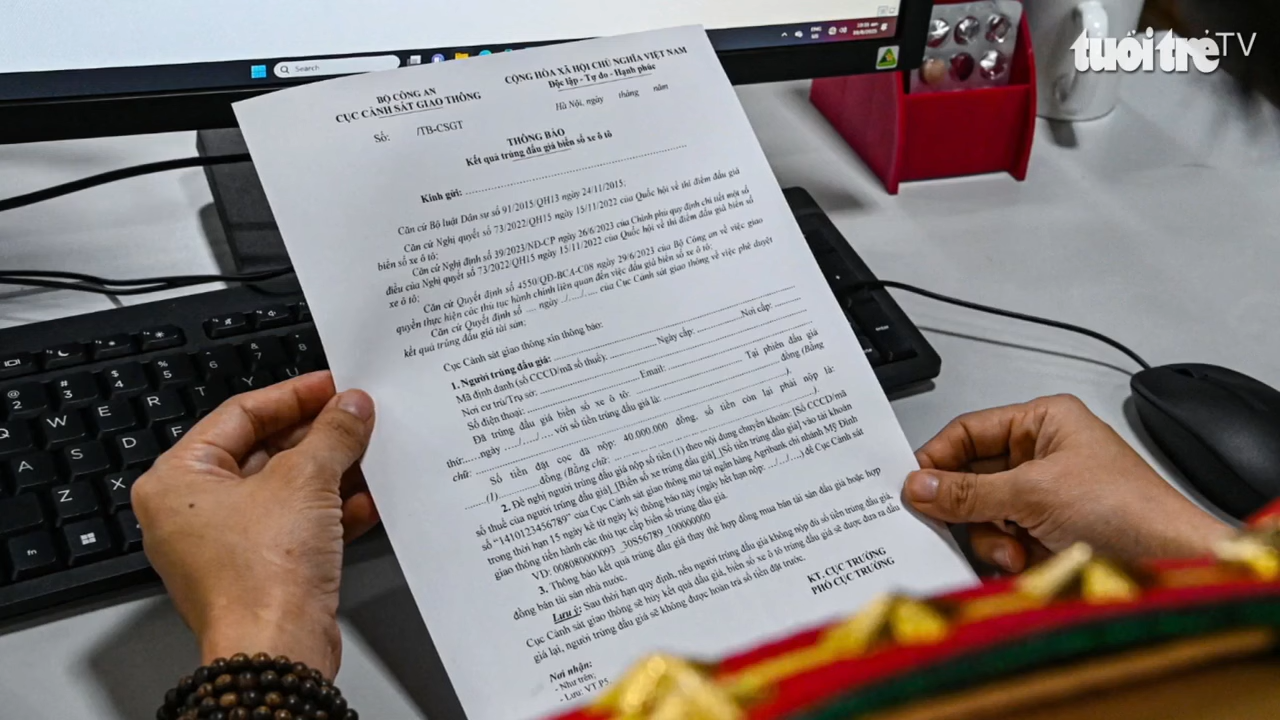 tuổi trẻ TV
Search
ENG
BỘ CÔNG AN
CỤC CẢNH SÁT GIAO THÔNG
Số: /TB-CSGT
CỘNG HÒA XÃ HỘI CHỦ NGHĨA VIỆT NAM
Độc lập - Tự do - Hạnh phúc
Hà Nội, ngày tháng năm
THÔNG BÁO
Kết quả trúng đấu giá biển số xe ô tô
Kính gửi:
Căn cứ Bộ luật Dân sự số 91/2015/QH13 ngày 24/11/2015;
Căn cứ Nghị quyết số 73/2022/QH15 ngày 15/11/2022 của Quốc hội về thí điểm đấu giá
biển số xe ô tô;
Căn cứ Nghị định số 39/2023/NĐ-CP ngày 26/6/2023 của Chính phủ quy định chi tiết một số
điều của Nghị quyết số 73/2022/QH15 ngày 15/11/2022 của Quốc hội về thí điểm đấu giá biển số
xe ô tô;
Căn cứ Quyết định số 4550/QĐ-BCA-C08 ngày 29/6/2023 của Bộ Công an về việc giao
quyền thực hiện các thủ tục hành chính liên quan đến việc đấu giá biển số xe ô tô;
Căn cứ Quyết định số .... ngày ./.../.... của Cục Cảnh sát giao thông về việc phê duyệt
kết quả trúng đấu giá tài sản;
Cục Cảnh sát giao thông xin thông báo:
1. Người trúng đấu giá:
Mã định danh (số CCCD/mã số thuế): Ngày cấp: Nơi cấp:
Nơi cư trú/Trụ sở:
Số điện thoại: Email:
Đã trúng đấu giá biển số xe ô tô: Tại phiên đấu giá
thứ......ngày ..../..../.... với số tiền trúng đấu giá là: đồng (Bằng
chữ: ).
Số tiền đặt cọc đã nộp: 40.000.000 đồng, số tiền còn lại phải nộp là:
(1) đồng (Bằng chữ: )./.
2. Đề nghị người trúng đấu giá nộp số tiền (1) theo nội dung chuyển khoản: [Số CCCD/mã
số thuế của người trúng đấu giá]_[Biển số xe trúng đấu giá]_[Số tiền trúng đấu giá] vào tài khoản
số "1410123456789" của Cục Cảnh sát giao thông mở tại ngân hàng Agribank chi nhánh Mỹ Đình
trong thời hạn 15 ngày kể từ ngày ký thông báo này (ngày hết hạn nộp: .../.../...) để Cục Cảnh sát
giao thông tiến hành các thủ tục cấp biển số trúng đấu giá.
VD: 008080000093_30S56789_100000000
3. Thông báo kết quả trúng đấu giá thay thế hợp đồng mua bán tài sản đấu giá hoặc hợp
đồng bán tài sản nhà nước.
Lưu ý: Sau thời hạn quy định, nếu người trúng đấu giá không nộp đủ số tiền trúng đấu giá,
Cục Cảnh sát giao thông sẽ hủy kết quả đấu giá, biển số xe ô tô trúng đấu giá sẽ được đưa ra đấu
giá lại, người trúng đấu giá sẽ không được hoàn trả số tiền đặt trước.
KT. CỤC TRƯỞNG
PHÓ CỤC TRƯỞNG
Nơi nhận:
- Như trên;
- Lưu: VT,P5.